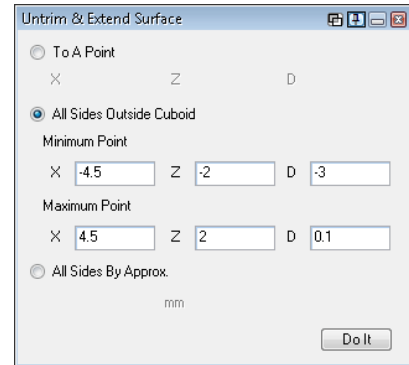 Untrim & Extend Surface
To A Point
X Z D
All Sides Outside Cuboid
Minimum Point
X -4.5 Z -2 D -3
Maximum Point
X 4.5 Z 2 D 0.1
All Sides By Approx.
mm
Do It